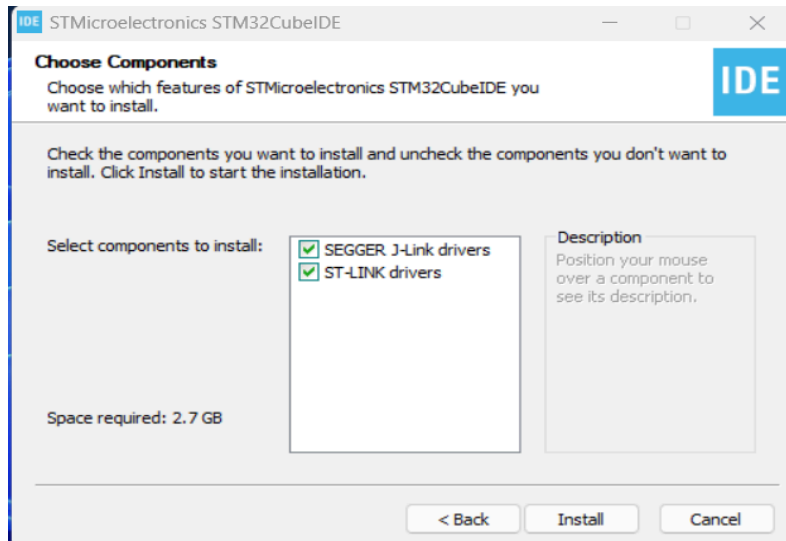 IDE STMicroelectronics STM32CubeIDE
Choose Components
Choose which features of STMicroelectronics STM32CubeIDE you
want to install.
IDE
Check the components you want to install and uncheck the components you don't want to
install. Click Install to start the installation.
Select components to install:
SEGGER J-Link drivers
ST-LINK drivers
Description
Position your mouse
over a component to
see its description.
Space required: 2.7 GB
< Back
Install
Cancel